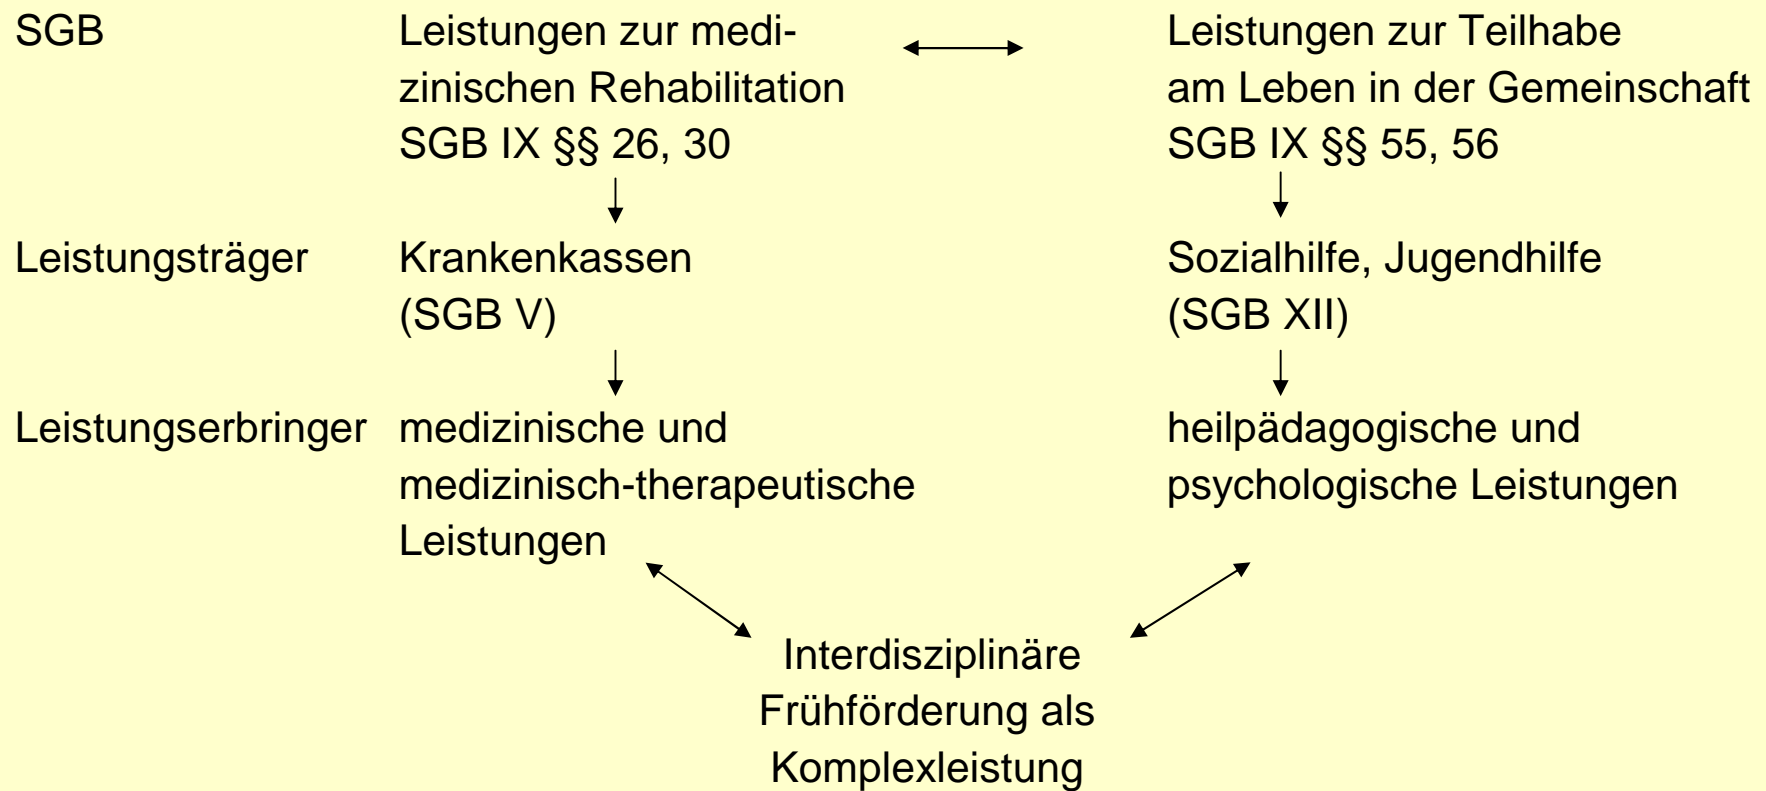 SGB Leistungen zur medi- Leistungen zur Teilhabe
zinischen Rehabilitation am Leben in der Gemeinschaft
SGB IX §§ 26, 30 SGB IX §§ 55, 56
Leistungsträger Krankenkassen Sozialhilfe, Jugendhilfe
(SGB V) (SGB XII)
Leistungserbringer medizinische und heilpädagogische und
medizinisch-therapeutische psychologische Leistungen
Leistungen
Interdisziplinäre
Frühförderung als
Komplexleistung